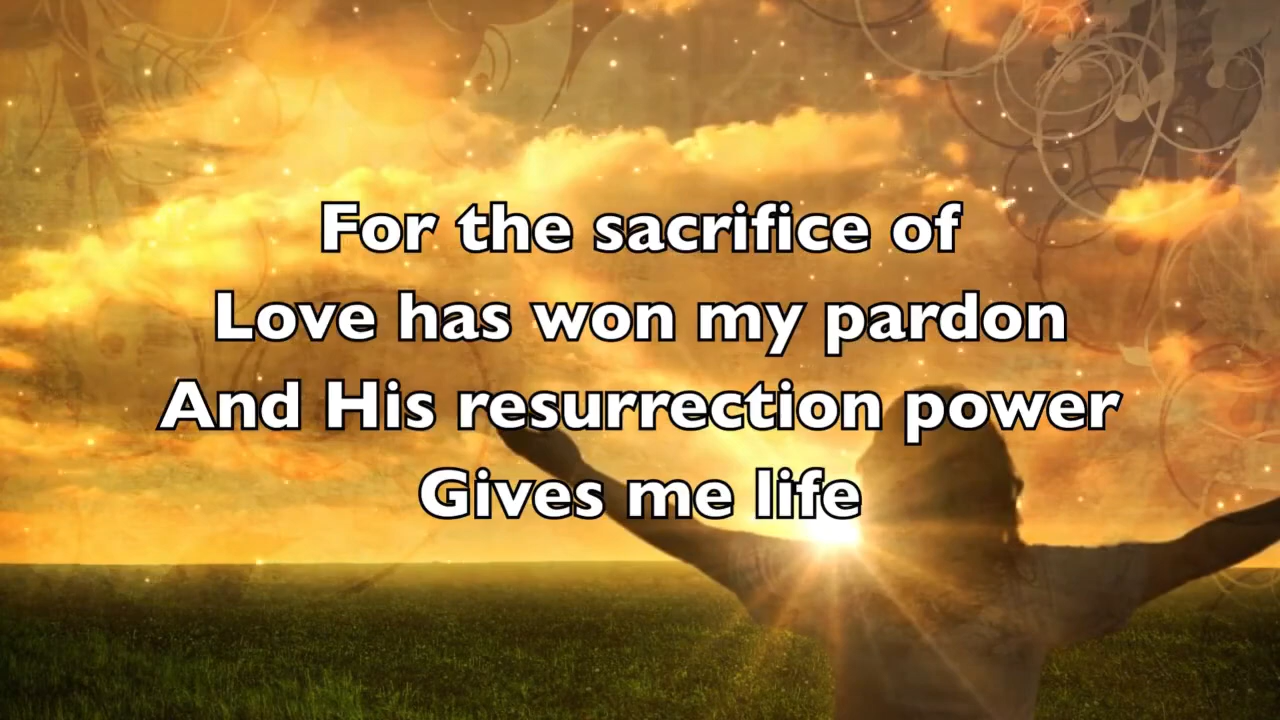 For the sacrifice of
Love has won my pardon
And His resurrection power
Gives me life